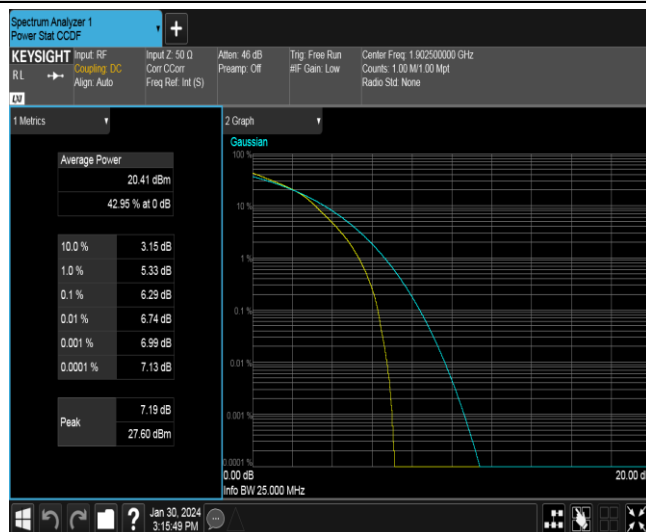 Spectrum Analyzer 1
Power Stat CCDF
+
KEYSIGHT
RL
LXI
Input: RF
Coupling: DC
Align: Auto
Input Z: 50 Ω
Corr CCorr
Freq Ref: Int (S)
Atten: 46 dB
Preamp: Off
Trig: Free Run
#IF Gain: Low
Center Freq: 1.902500000 GHz
Counts: 1.00 M/1.00 Mpt
Radio Std: None
1 Metrics
Average Power
20.41 dBm
42.95 % at 0 dB
10.0 % 3.15 dB
1.0 % 5.33 dB
0.1 % 6.29 dB
0.01 % 6.74 dB
0.001 % 6.99 dB
0.0001 % 7.13 dB
Peak
7.19 dB
27.60 dBm
2 Graph
Gaussian
100 %
10 %
1 %
0.1 %
0.01 %
0.001 %
0.0001 %
0.00 dB
20.00 d
Info BW 25.000 MHz
?
Jan 30, 2024
3:15:49 PM